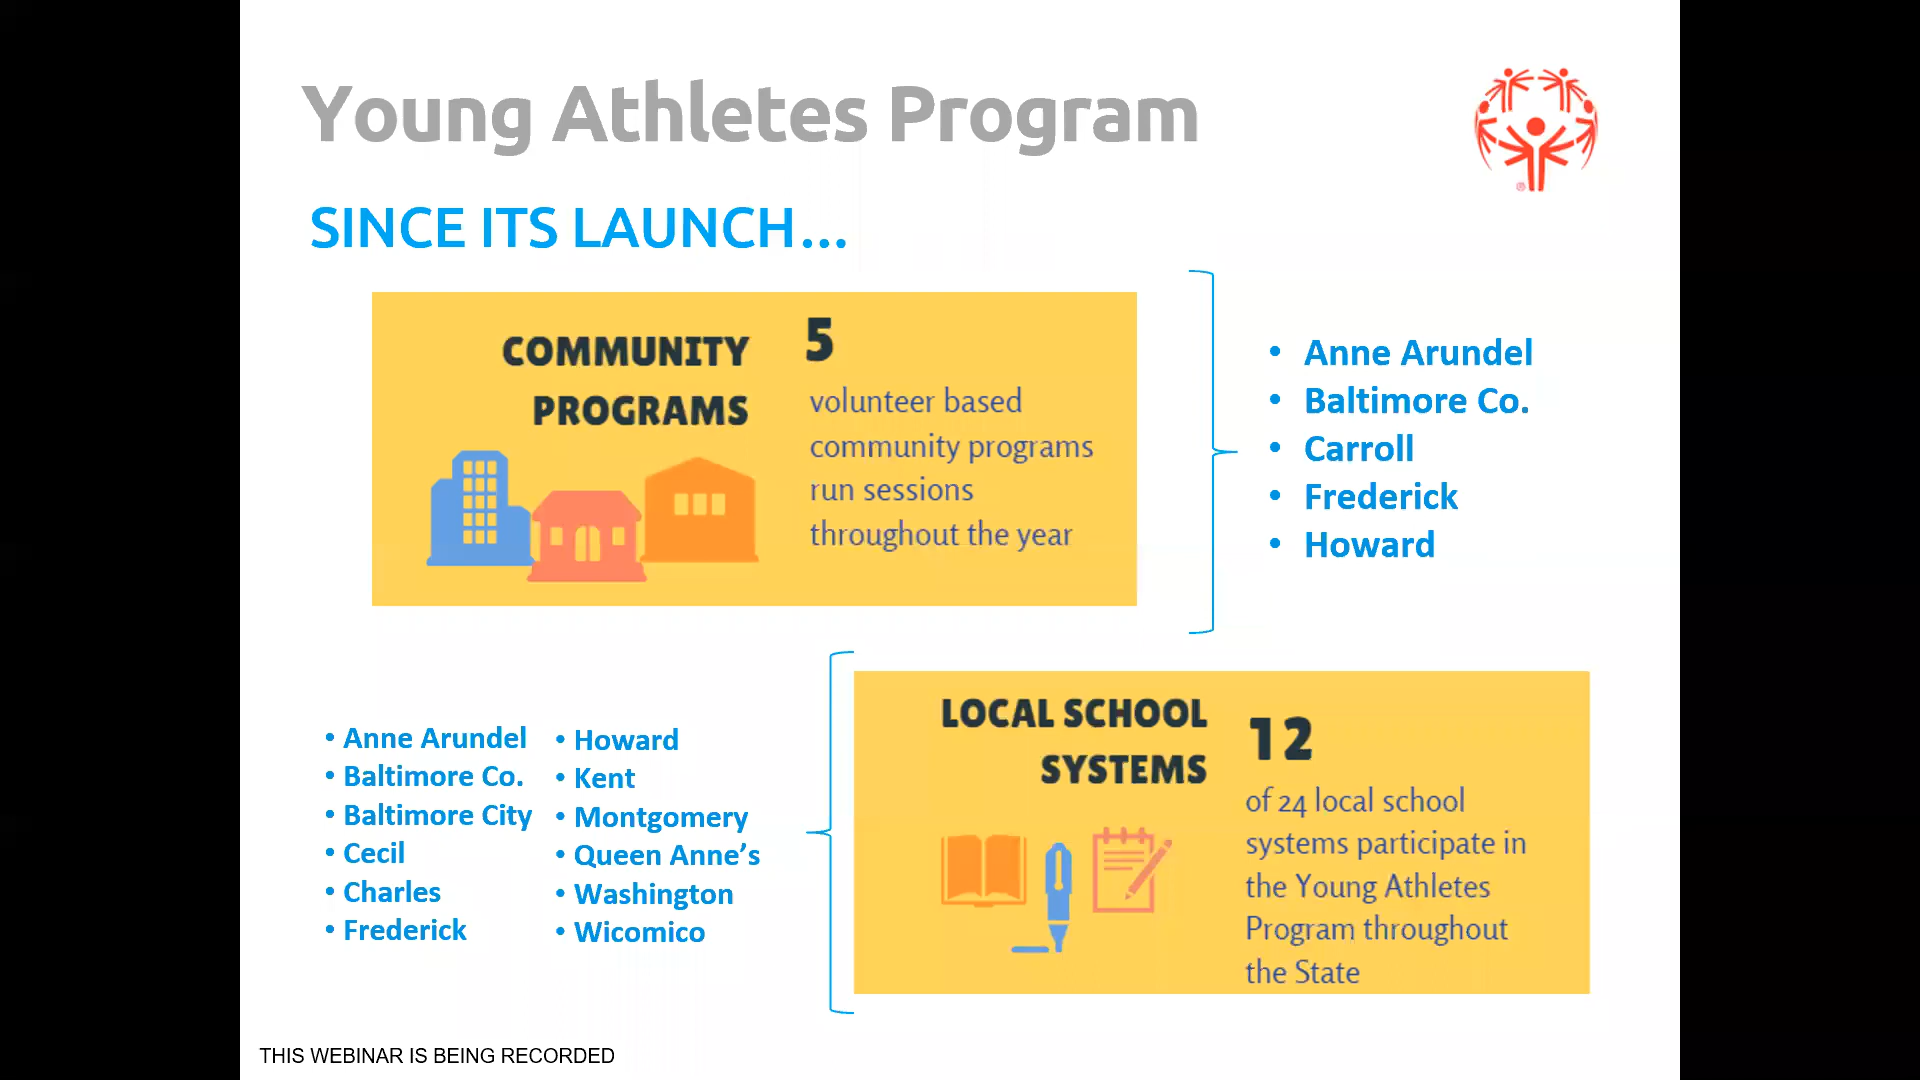 Young Athletes Program
SINCE ITS LAUNCH...
COMMUNITY
PROGRAMS
5
volunteer based
community programs
run sessions
throughout the year
• Anne Arundel
• Baltimore Co.
• Carroll
• Frederick
• Howard
• Anne Arundel
• Baltimore Co.
• Baltimore City
• Cecil
• Charles
• Frederick
• Howard
• Kent
• Montgomery
• Queen Anne’s
• Washington
• Wicomico
LOCAL SCHOOL
SYSTEMS
12
of 24 local school
systems participate in
the Young Athletes
Program throughout
the State
THIS WEBINAR IS BEING RECORDED